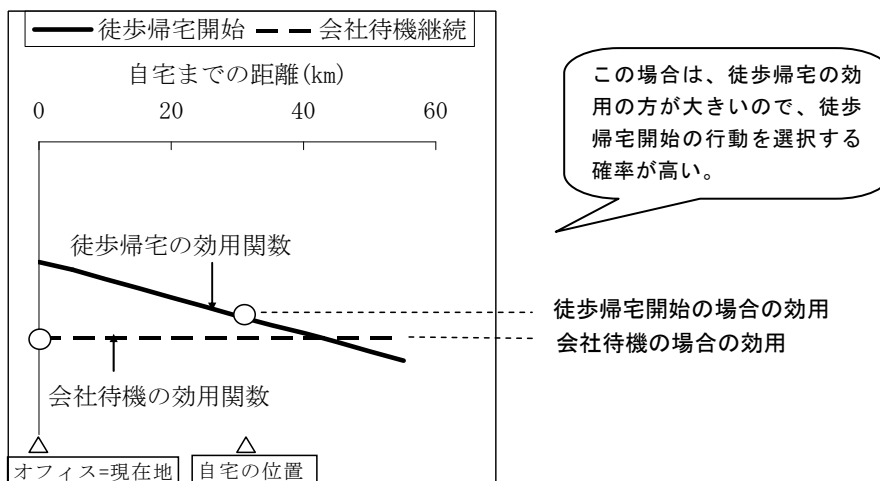 徒歩帰宅開始 会社待機継続
自宅までの距離(km)
0 20 40 60
この場合は、徒歩帰宅の効
用の方が大きいので、徒歩
帰宅開始の行動を選択する
確率が高い。
徒歩帰宅の効用関数
徒歩帰宅開始の場合の効用
会社待機の場合の効用
会社待機の効用関数
オフィス=現在地 自宅の位置